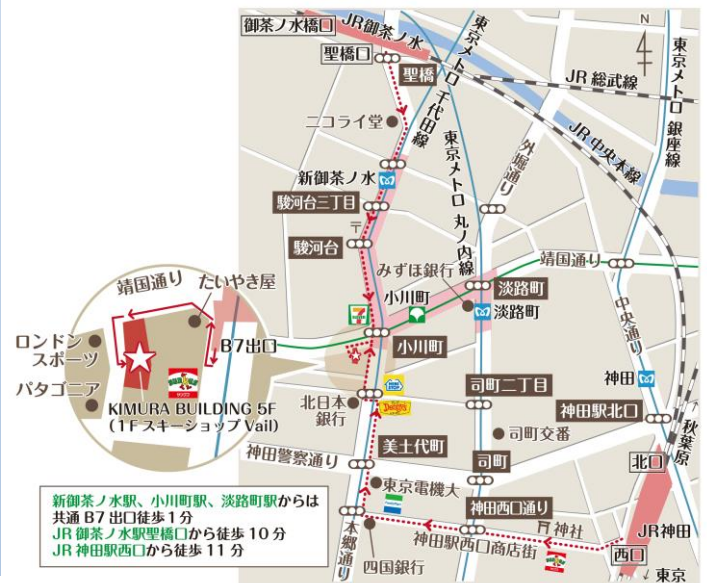 御茶ノ水橋口
JR御茶ノ水
聖橋口
聖橋
東京メトロ 千代田線
東京メトロ 丸ノ内線
東京メトロ 銀座線
N
JR 総武線
JR 中央本線
外堀通り
ニコライ堂
新御茶ノ水
駿河台三丁目
〒
駿河台
みずほ銀行
靖国通り
小川町
淡路町
淡路町
小川町
中央通り
神田
靖国通り
たいやき屋
B7出口
ロンドン
スポーツ
パタゴニア
KIMURA BUILDING 5F
(1FスキーショップVail)
北日本
銀行
Denny's
司町二丁目
神田駅北口
秋葉原
美土代町
司町交番
神田警察通り
司町
北口
東京電機大
FamilyMart
神田西口通り
神社
JR神田
本郷通り
四国銀行
神田駅西口商店街
西口
東京
新御茶ノ水駅、小川町駅、淡路町駅からは
共通 B7 出口徒歩1分
JR 御茶ノ水駅聖橋口から徒歩 10 分
JR 神田駅西口から徒歩 11 分